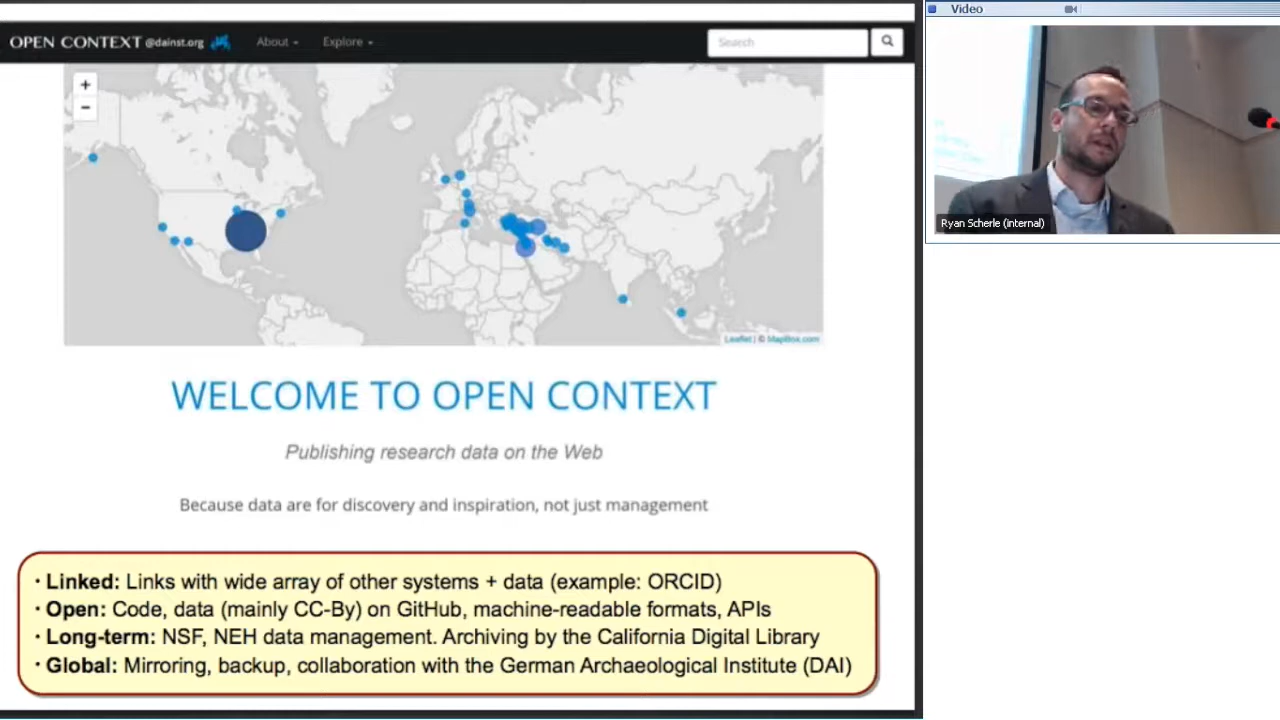 OPEN CONTEXT @dainst.org About Explore Search
+
−
Leaflet | © MapBox.com
WELCOME TO OPEN CONTEXT
Publishing research data on the Web
Because data are for discovery and inspiration, not just management
· Linked: Links with wide array of other systems + data (example: ORCID)
· Open: Code, data (mainly CC-By) on GitHub, machine-readable formats, APIs
· Long-term: NSF, NEH data management. Archiving by the California Digital Library
· Global: Mirroring, backup, collaboration with the German Archaeological Institute (DAI)
Video
Ryan Scherle (internal)